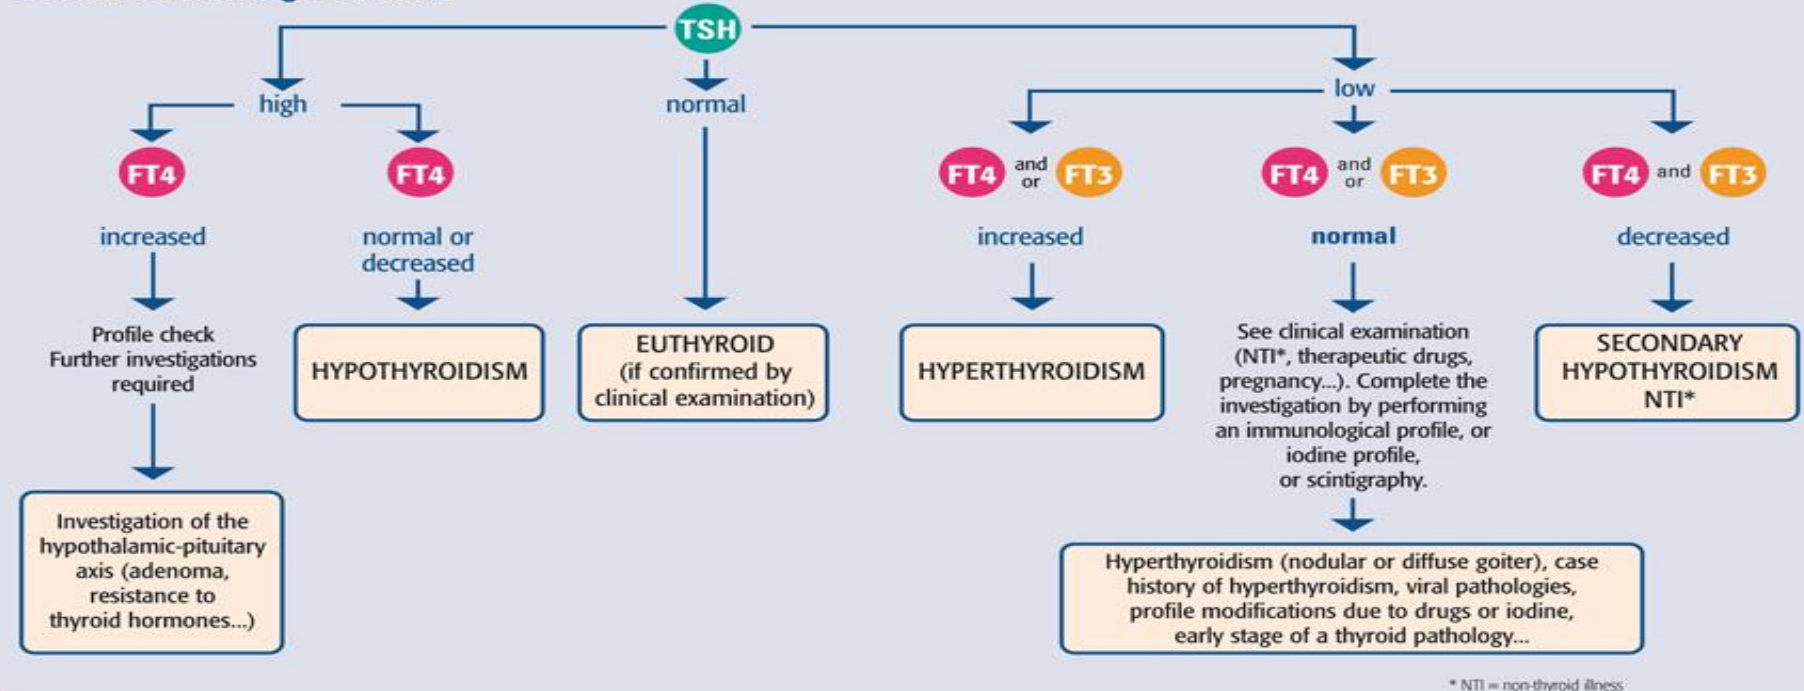 TSH
high
normal
low
FT4
FT4
FT4 and or FT3
FT4 and or FT3
FT4 and FT3
increased
normal or
decreased
increased
normal
decreased
Profile check
Further investigations
required
HYPOTHYROIDISM
EUTHYROID
(if confirmed by
clinical examination)
HYPERTHYROIDISM
See clinical examination
(NTI*, therapeutic drugs,
pregnancy...). Complete the
investigation by performing
an immunological profile, or
iodine profile,
or scintigraphy.
SECONDARY
HYPOTHYROIDISM
NTI*
Investigation of the
hypothalamic-pituitary
axis (adenoma,
resistance to
thyroid hormones...)
Hyperthyroidism (nodular or diffuse goiter), case
history of hyperthyroidism, viral pathologies,
profile modifications due to drugs or iodine,
early stage of a thyroid pathology...
* NTI = non-thyroid illness